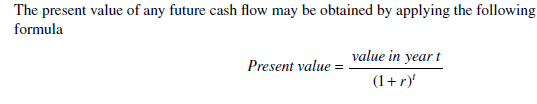 The present value of any future cash flow may be obtained by applying the following
formula
Present value = value in year t / (1 + r)^t